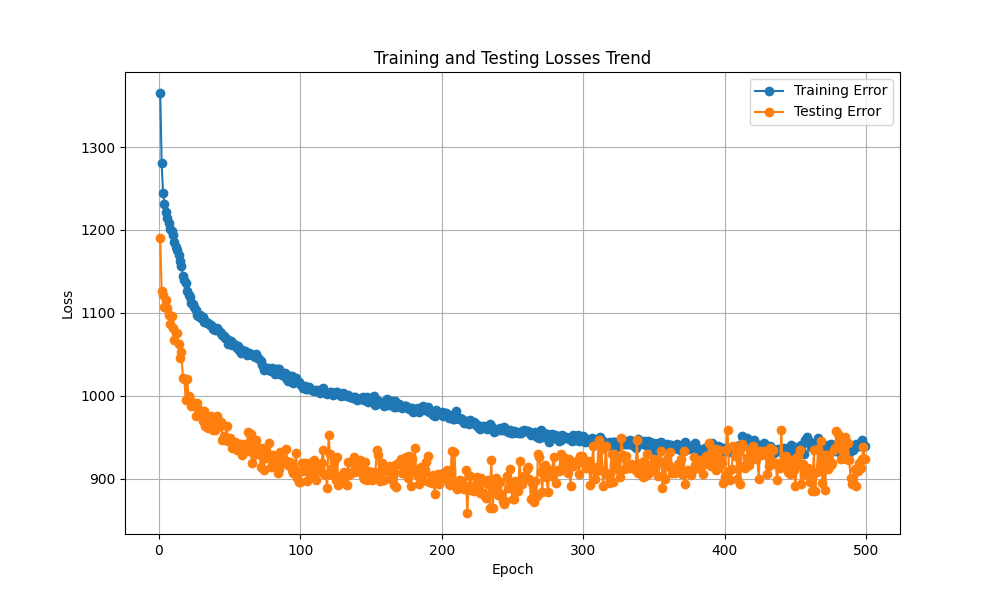 Training and Testing Losses Trend
Training Error
Testing Error
1300
1200
1100
1000
900
Loss
0 100 200 300 400 500
Epoch